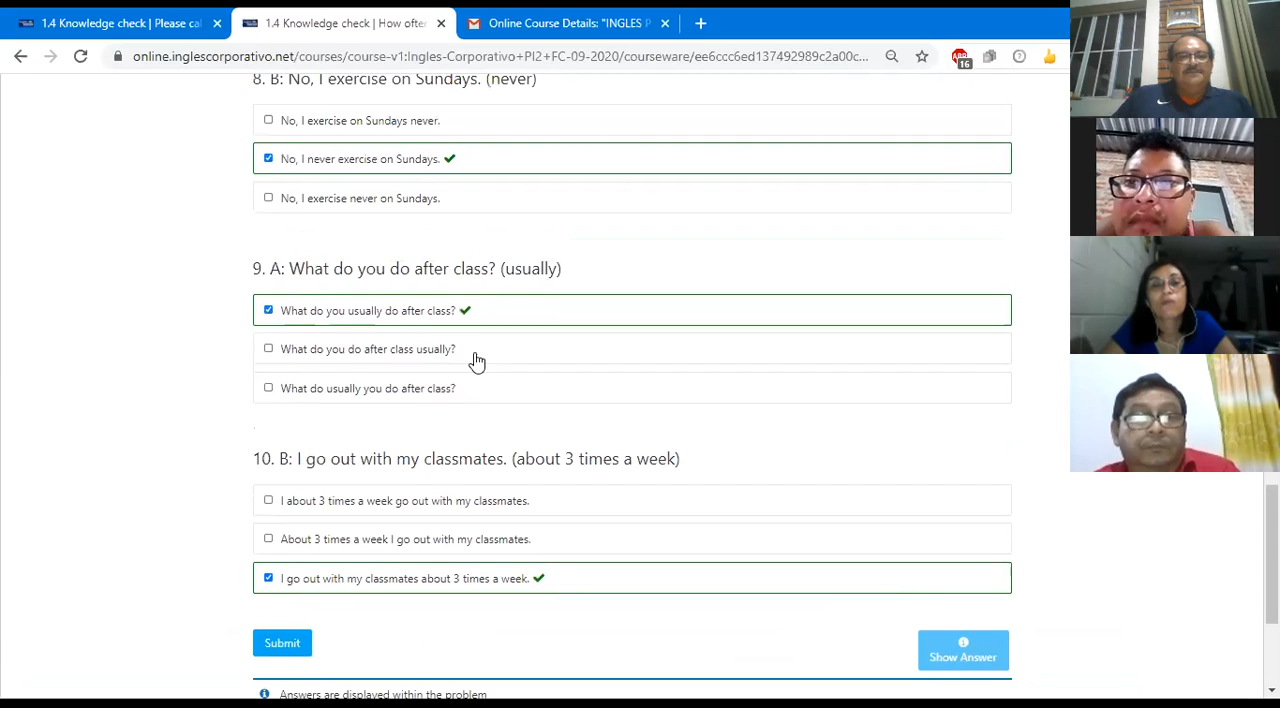 1.4 Knowledge check | Please cal
1.4 Knowledge check | How ofter
Online Course Details: "INGLES P
online.inglescorporativo.net/courses/course-v1:Ingles-Corporativo+PI2+FC-09-2020/courseware/ee6ccc6ed137492989c2a00c...
16
8. B: No, I exercise on Sundays. (never)
No, I exercise on Sundays never.
No, I never exercise on Sundays.
No, I exercise never on Sundays.
9. A: What do you do after class? (usually)
What do you usually do after class?
What do you do after class usually?
What do usually you do after class?
10. B: I go out with my classmates. (about 3 times a week)
I about 3 times a week go out with my classmates.
About 3 times a week I go out with my classmates.
I go out with my classmates about 3 times a week.
Submit
Show Answer
Answers are displayed within the problem